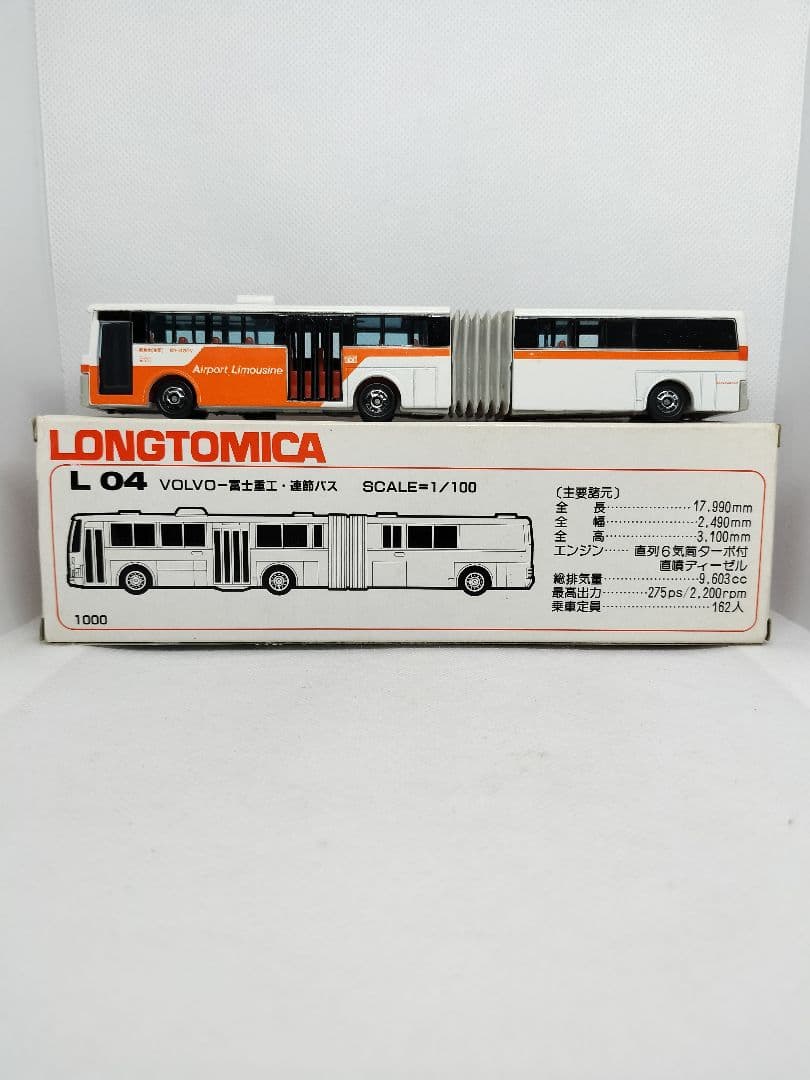 Airport Limousine
LONGTOMICA
L 04 VOLVO−富士重工・連節バス SCALE=1/100
〔主要諸元〕
全長……………………17.990mm
全幅……………………2.490mm
全高……………………3.100mm
エンジン……直列6気筒ターボ付
直噴ディーゼル
総排気量………………9.603cc
最高出力………275ps/2,200rpm
乗車定員……………………162人
1000